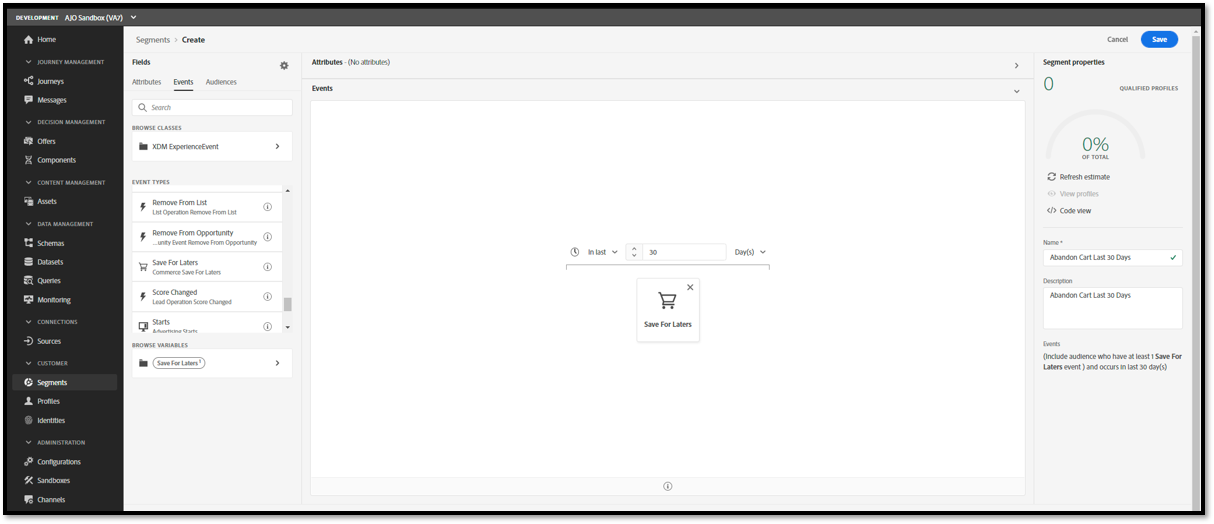 DEVELOPMENT AJO Sandbox (VA7)
Home
JOURNEY MANAGEMENT
Journeys
Messages
DECISION MANAGEMENT
Offers
Components
CONTENT MANAGEMENT
Assets
DATA MANAGEMENT
Schemas
Datasets
Queries
Monitoring
CONNECTIONS
Sources
CUSTOMER
Segments
Profiles
Identities
ADMINISTRATION
Configurations
Sandboxes
Channels
Segments > Create
Cancel
Save
Fields
Attributes Events Audiences
Search
BROWSE CLASSES
XDM ExperienceEvent
EVENT TYPES
Remove From List
List Operation Remove From List
Remove From Opportunity
...unity Event Remove From Opportunity
Save For Laters
Commerce Save For Laters
Score Changed
Lead Operation Score Changed
Starts
Advertising Starts
BROWSE VARIABLES
Save For Laters 1
Attributes - (No attributes)
Events
In last 30 Day(s)
Save For Laters
Segment properties
0 QUALIFIED PROFILES
0%
OF TOTAL
Refresh estimate
View profiles
</> Code view
Name *
Abandon Cart Last 30 Days
Description
Abandon Cart Last 30 Days
Events
(Include audience who have at least 1 Save For
Laters event ) and occurs in last 30 day(s)